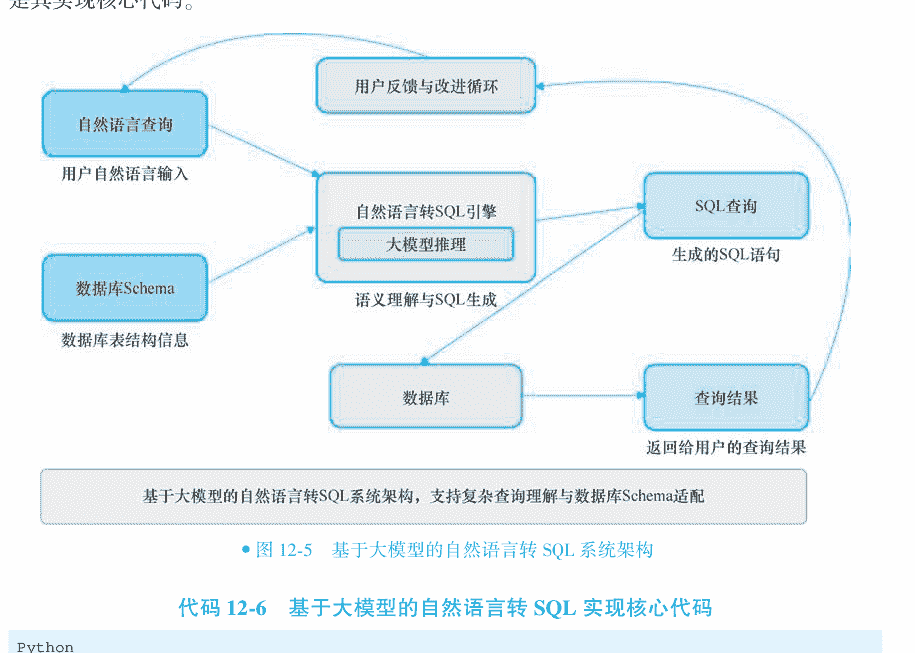 是其实现核心代码。
用户反馈与改进循环
自然语言查询
用户自然语言输入
自然语言转SQL引擎
大模型推理
语义理解与SQL生成
SQL查询
生成的SQL语句
数据库Schema
数据库表结构信息
数据库
查询结果
返回给用户的查询结果
基于大模型的自然语言转SQL系统架构，支持复杂查询理解与数据库Schema适配
●图 12-5 基于大模型的自然语言转 SQL 系统架构
代码 12-6 基于大模型的自然语言转 SQL 实现核心代码
Python